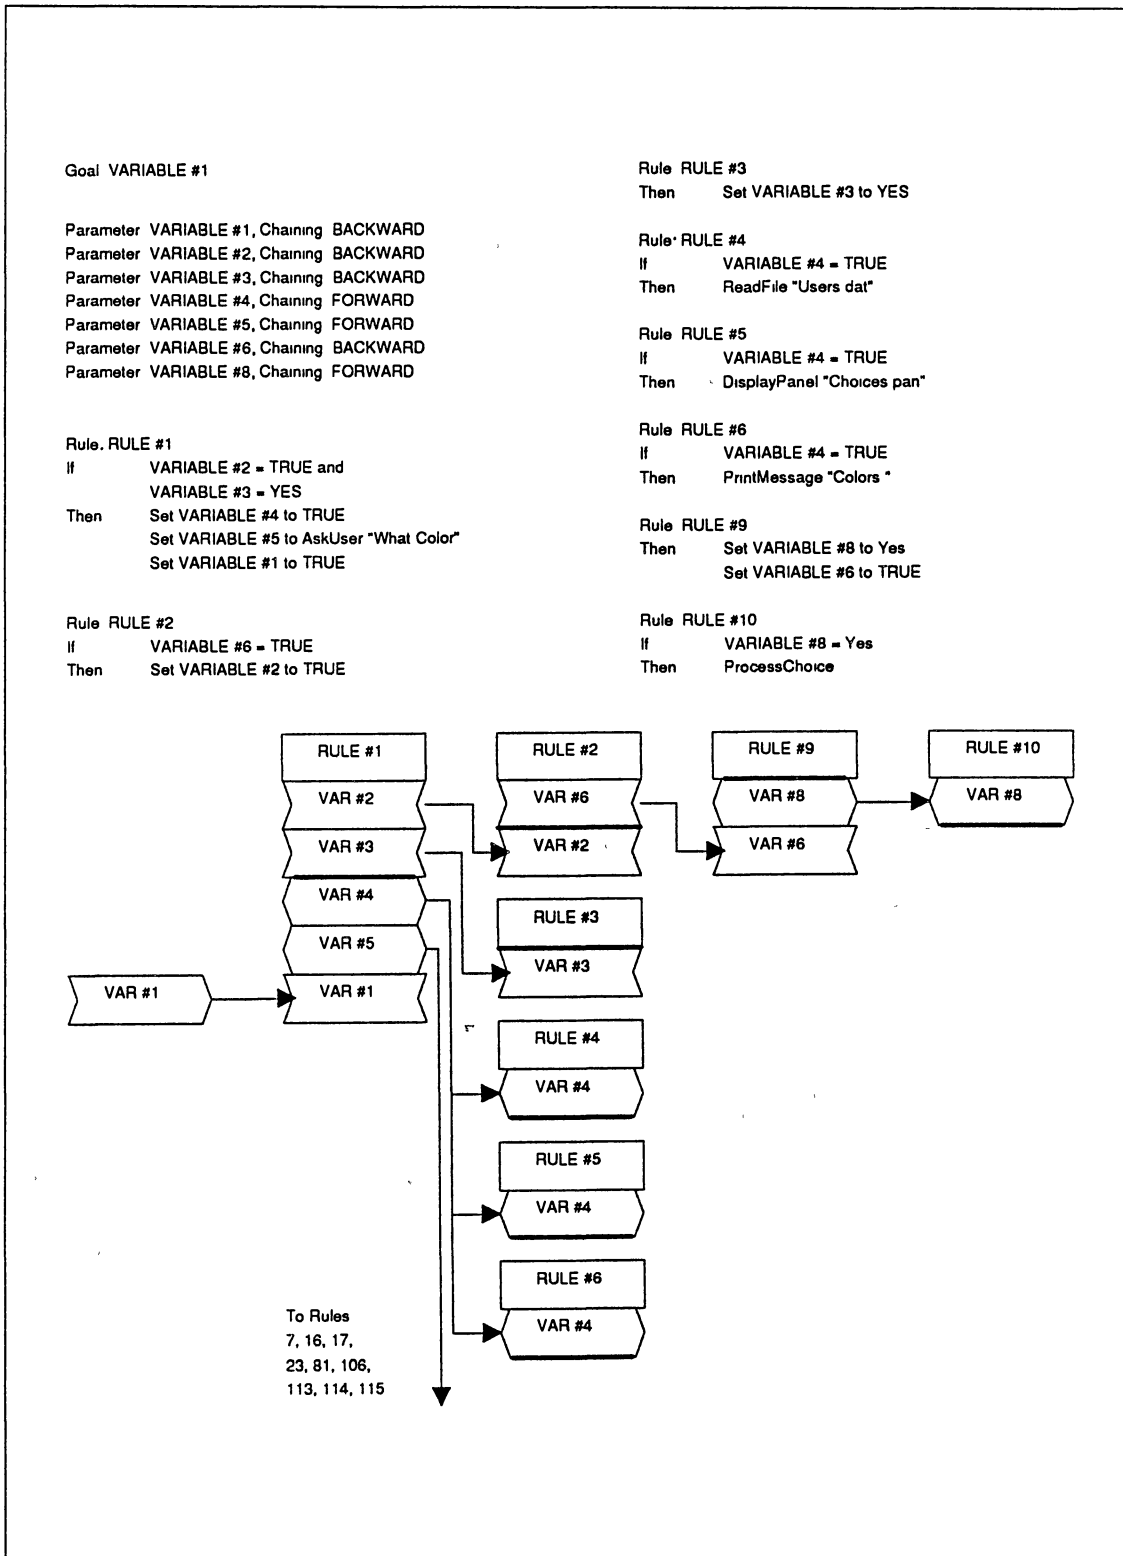 Goal VARIABLE #1
Parameter VARIABLE #1, Chaining BACKWARD
Parameter VARIABLE #2, Chaining BACKWARD
Parameter VARIABLE #3, Chaining BACKWARD
Parameter VARIABLE #4, Chaining FORWARD
Parameter VARIABLE #5, Chaining FORWARD
Parameter VARIABLE #6, Chaining BACKWARD
Parameter VARIABLE #8, Chaining FORWARD
Rule. RULE #1
If VARIABLE #2 = TRUE and
VARIABLE #3 = YES
Then Set VARIABLE #4 to TRUE
Set VARIABLE #5 to AskUser "What Color"
Set VARIABLE #1 to TRUE
Rule RULE #2
If VARIABLE #6 = TRUE
Then Set VARIABLE #2 to TRUE
Rule RULE #3
Then Set VARIABLE #3 to YES
Rule RULE #4
If VARIABLE #4 = TRUE
Then ReadFile "Users dat"
Rule RULE #5
If VARIABLE #4 = TRUE
Then DisplayPanel "Choices pan"
Rule RULE #6
If VARIABLE #4 = TRUE
Then PrintMessage "Colors "
Rule RULE #9
Then Set VARIABLE #8 to Yes
Set VARIABLE #6 to TRUE
Rule RULE #10
If VARIABLE #8 = Yes
Then ProcessChoice
VAR #1
RULE #1
VAR #2
VAR #3
VAR #4
VAR #5
VAR #1
RULE #2
VAR #6
VAR #2
RULE #3
VAR #3
RULE #4
VAR #4
RULE #5
VAR #4
RULE #6
VAR #4
RULE #9
VAR #8
VAR #6
RULE #10
VAR #8
To Rules
7, 16, 17,
23, 81, 106,
113, 114, 115